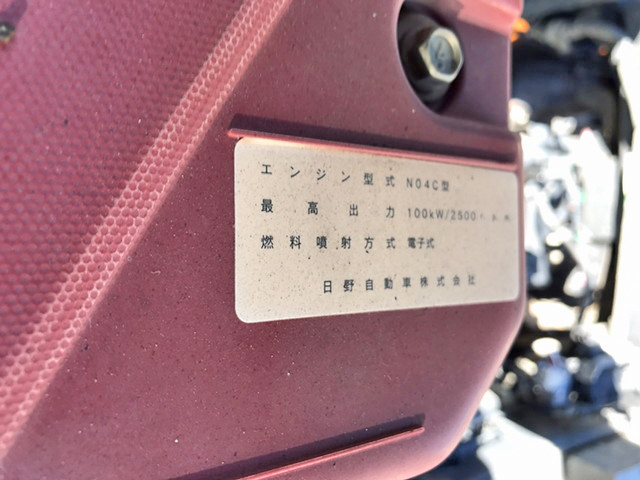 エンジン型式 N04C型
最高出力 100kW/2500r.p.m.
燃料噴射方式 電子式
日野自動車株式会社